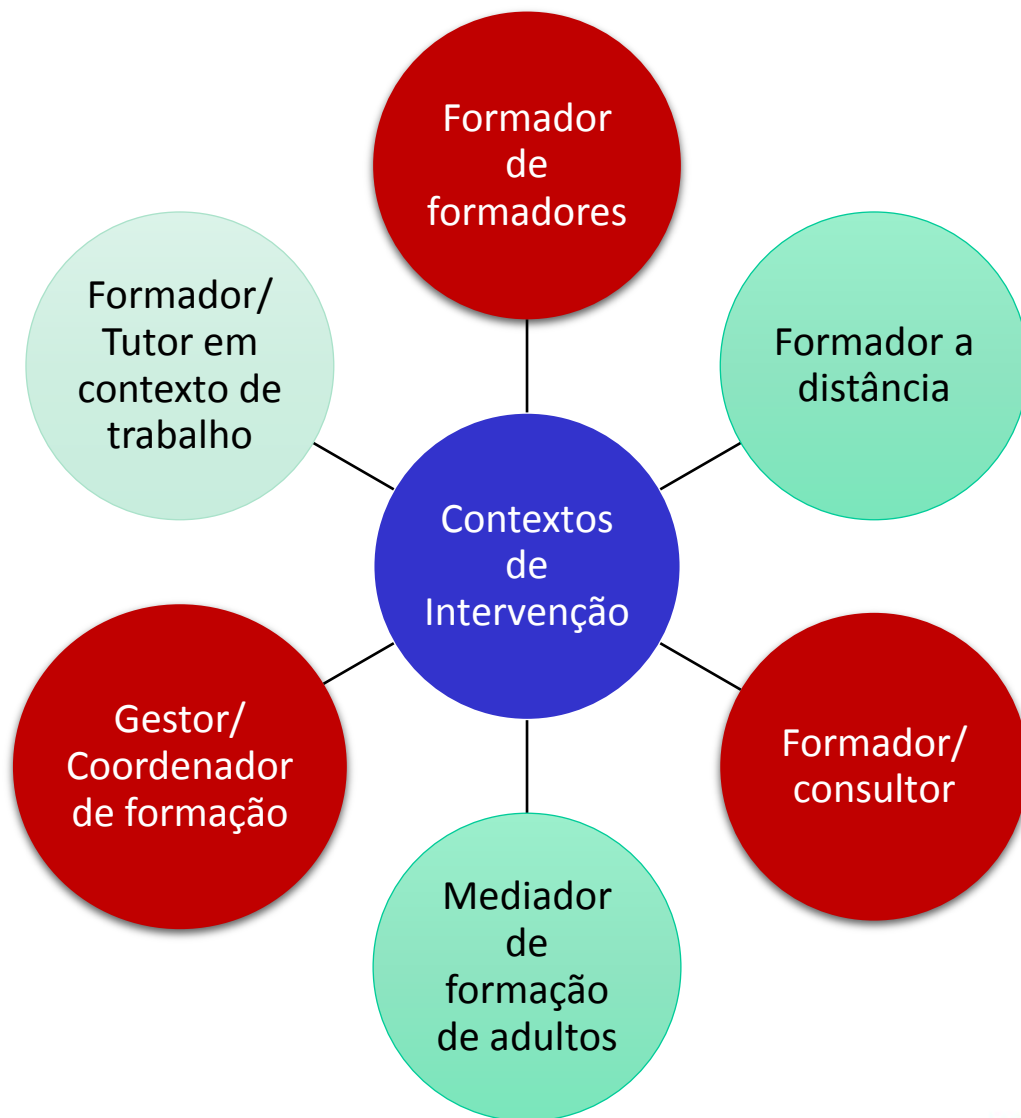 Formador
de
formadores
Formador a
distância
Formador/
consultor
Mediador
de
formação
de adultos
Gestor/
Coordenador
de formação
Formador/
Tutor em
contexto de
trabalho
Contextos
de
Intervenção